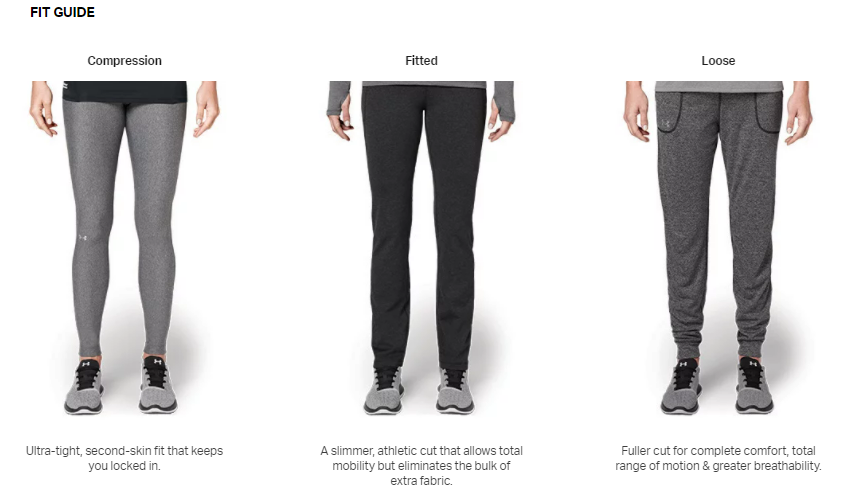 FIT GUIDE
Compression
Fitted
Loose
Ultra-tight, second-skin fit that keeps
you locked in.
A slimmer, athletic cut that allows total
mobility but eliminates the bulk of
extra fabric.
Fuller cut for complete comfort, total
range of motion & greater breathability.